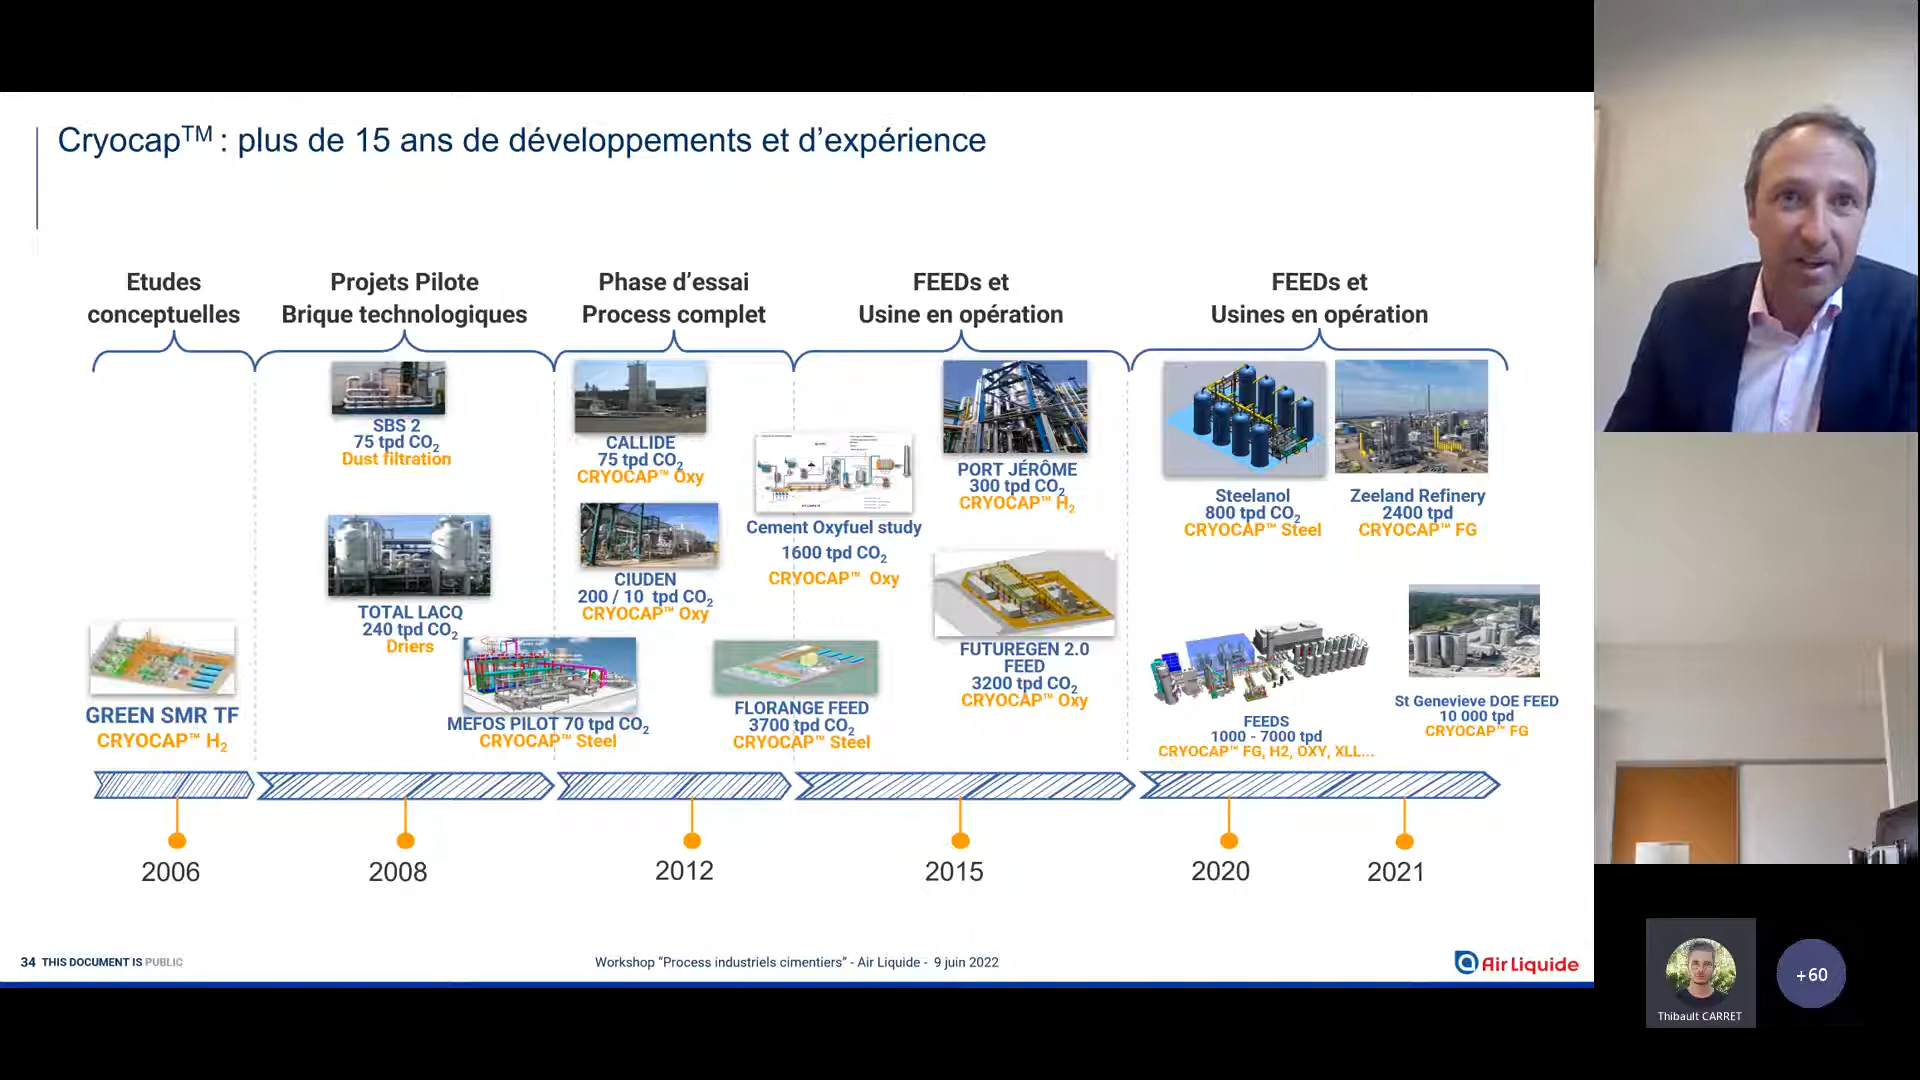 Cryocap™ : plus de 15 ans de développements et d’expérience
Etudes
conceptuelles
Projets Pilote
Brique technologiques
Phase d’essai
Process complet
FEEDs et
Usine en opération
FEEDs et
Usines en opération
GREEN SMR TF
CRYOCAP™ H₂
SBS 2
75 tpd CO₂
Dust filtration
TOTAL LACQ
240 tpd CO₂
Driers
MEFOS PILOT 70 tpd CO₂
CRYOCAP™ Steel
CALLIDE
75 tpd CO₂
CRYOCAP™ Oxy
CIUDEN
200 / 10 tpd CO₂
CRYOCAP™ Oxy
Cement Oxyfuel study
1600 tpd CO₂
CRYOCAP™ Oxy
FLORANGE FEED
3700 tpd CO₂
CRYOCAP™ Steel
PORT JÉRÔME
300 tpd CO₂
CRYOCAP™ H₂
FUTUREGEN 2.0
FEED
3200 tpd CO₂
CRYOCAP™ Oxy
Steelanol
800 tpd CO₂
CRYOCAP™ Steel
Zeeland Refinery
2400 tpd
CRYOCAP™ FG
FEEDS
1000 - 7000 tpd
CRYOCAP™ FG, H2, OXY, XLL...
St Genevieve DOE FEED
10 000 tpd
CRYOCAP™ FG
2006
2008
2012
2015
2020
2021
34 THIS DOCUMENT IS PUBLIC
Workshop “Process industriels cimentiers” - Air Liquide - 9 juin 2022
Air Liquide
Thibault CARRET
+60